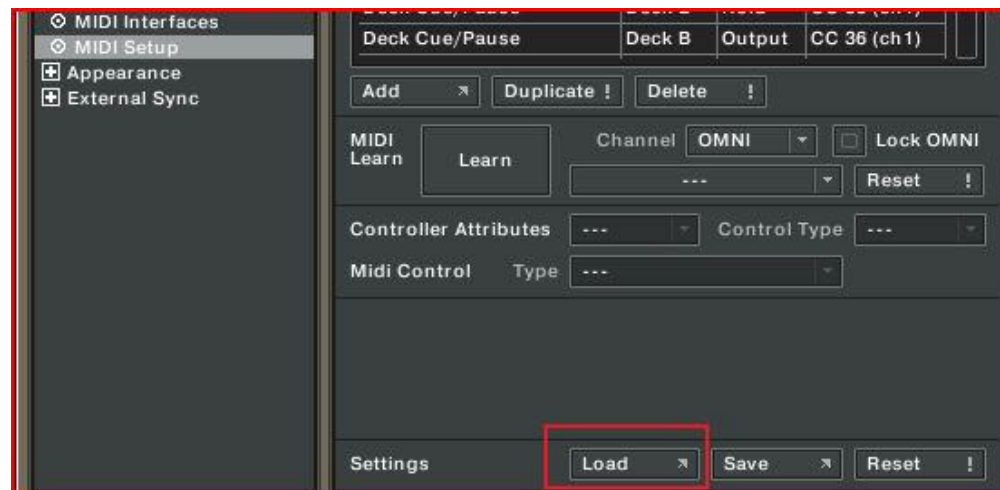 MIDI Interfaces
MIDI Setup
Appearance
External Sync
Deck Cue/Pause Deck B Output CC 36 (ch1)
Add Duplicate ! Delete !
MIDI Learn Learn Channel OMNI Lock OMNI
--- Reset !
Controller Attributes --- Control Type ---
Midi Control Type ---
Settings Load Save Reset !